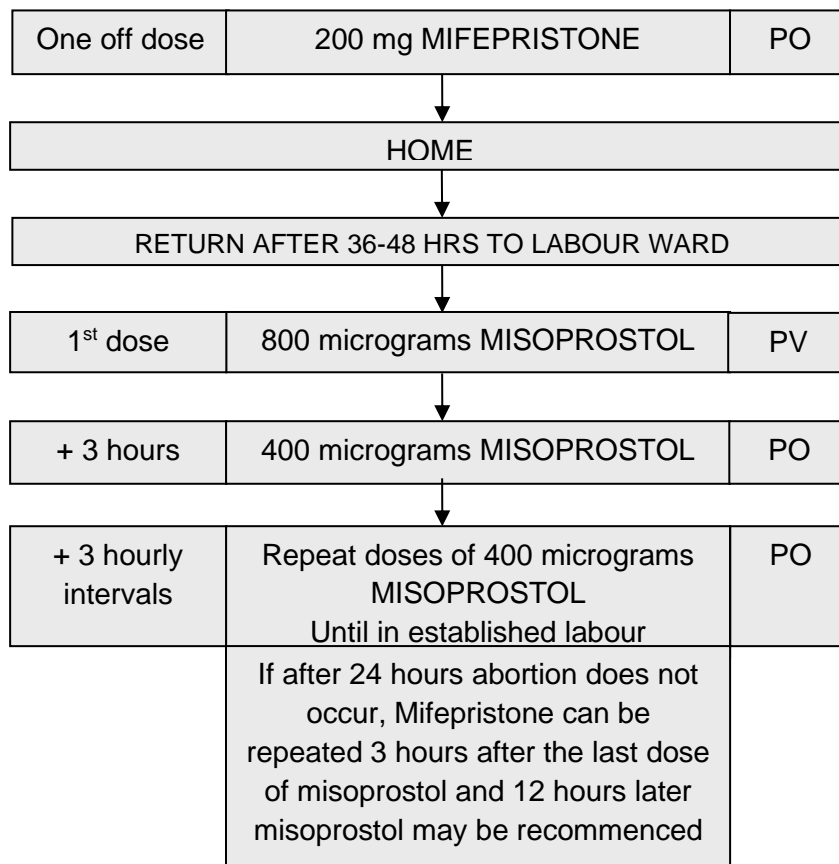 One off dose 200 mg MIFEPRISTONE PO
HOME
RETURN AFTER 36-48 HRS TO LABOUR WARD
1st dose 800 micrograms MISOPROSTOL PV
+ 3 hours 400 micrograms MISOPROSTOL PO
+ 3 hourly Repeat doses of 400 micrograms PO
intervals MISOPROSTOL
Until in established labour
If after 24 hours abortion does not
occur, Mifepristone can be
repeated 3 hours after the last dose
of misoprostol and 12 hours later
misoprostol may be recommenced